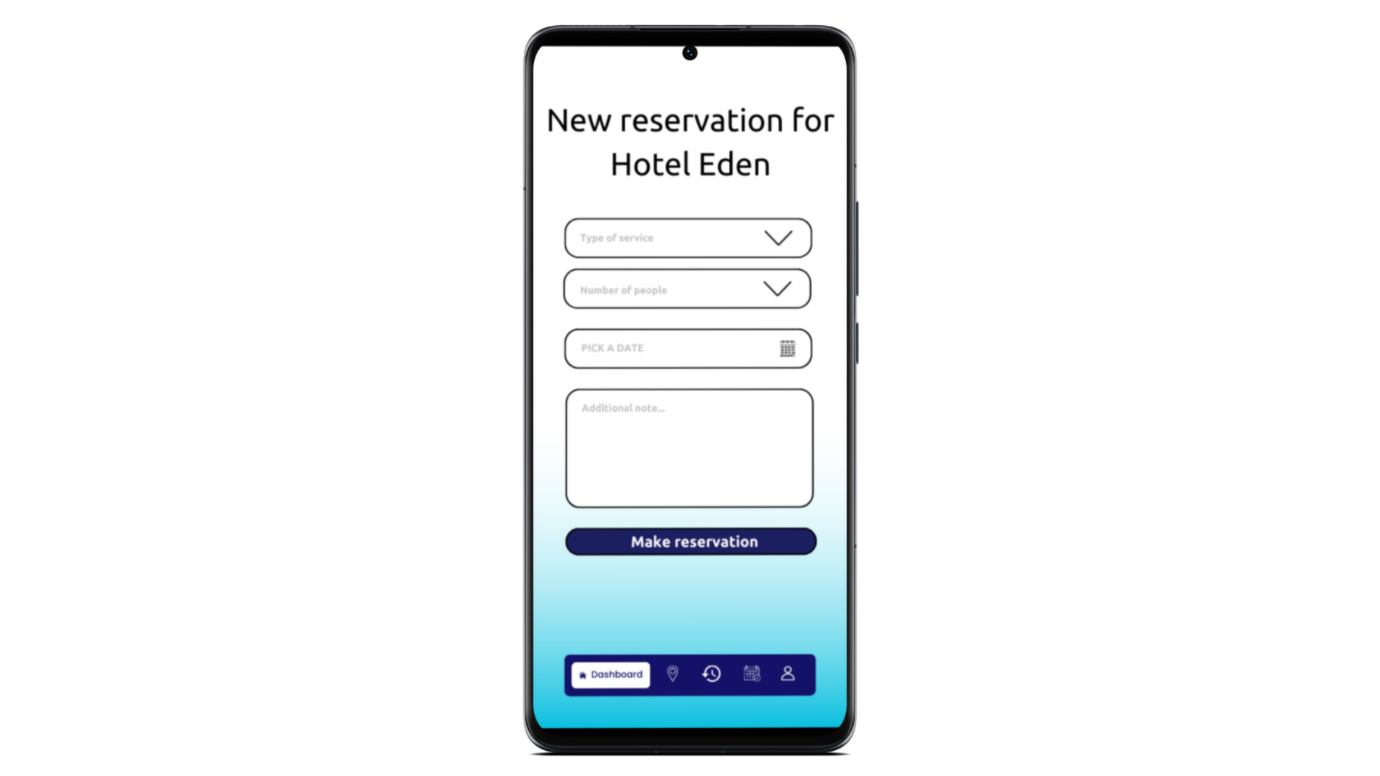 New reservation for
Hotel Eden
Type of service
Number of people
PICK A DATE
Additional note...
Make reservation
Dashboard